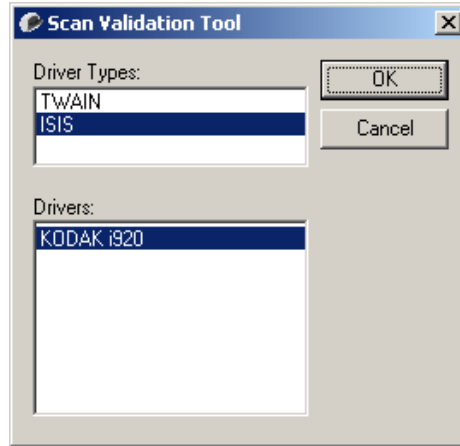 Scan Validation Tool
Driver Types:
TWAIN
ISIS
OK
Cancel
Drivers:
KODAK i920